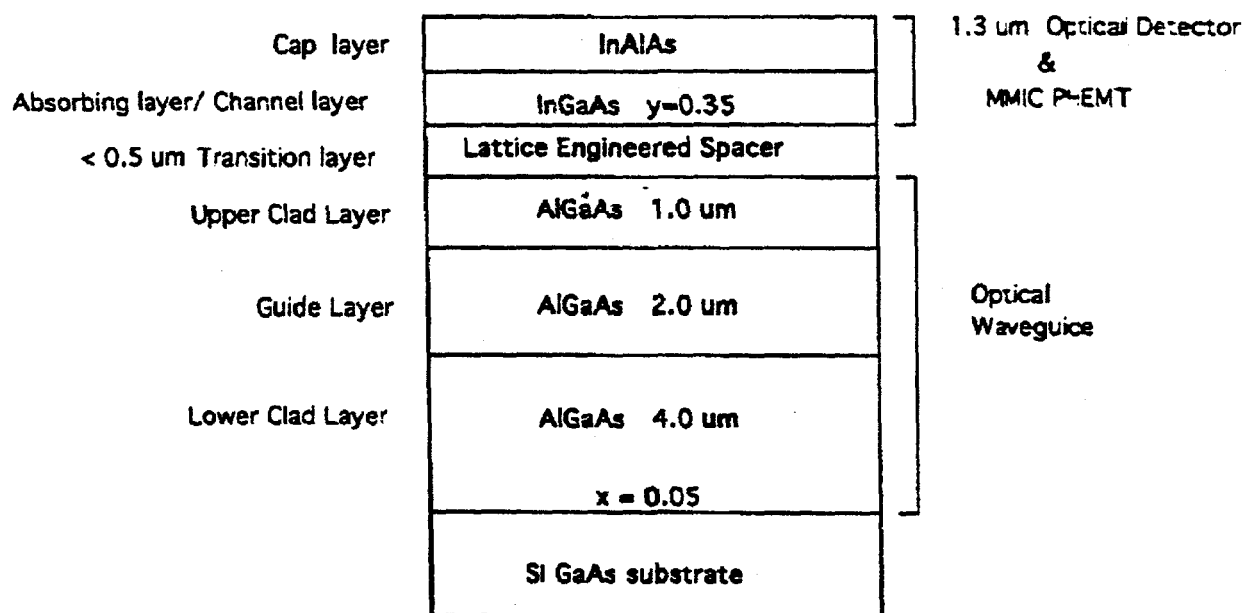 Cap layer
InAlAs
1.3 um Optical Detector
&
MMIC PHEMT
Absorbing layer/ Channel layer
InGaAs y=0.35
< 0.5 um Transition layer
Lattice Engineered Spacer
Upper Clad Layer
AlGaAs 1.0 um
Guide Layer
AlGaAs 2.0 um
Optical
Waveguice
Lower Clad Layer
AlGaAs 4.0 um
x = 0.05
SI GaAs substrate